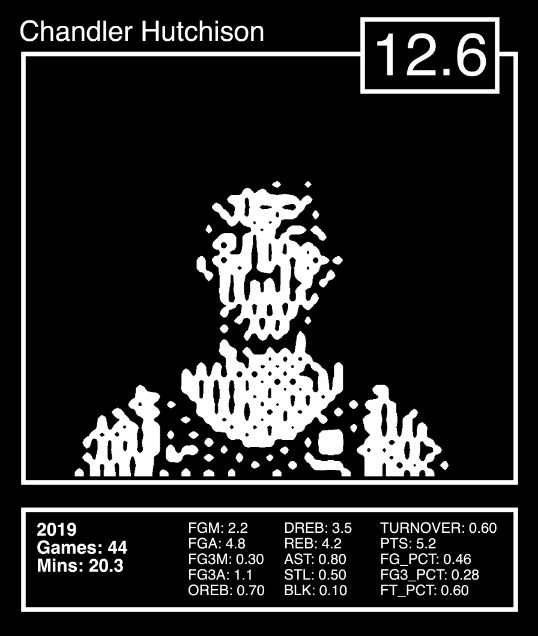 Chandler Hutchison
12.6
2019
Games: 44
Mins: 20.3
FGM: 2.2
FGA: 4.8
FG3M: 0.30
FG3A: 1.1
OREB: 0.70
DREB: 3.5
REB: 4.2
AST: 0.80
STL: 0.50
BLK: 0.10
TURNOVER: 0.60
PTS: 5.2
FG_PCT: 0.46
FG3_PCT: 0.28
FT_PCT: 0.60